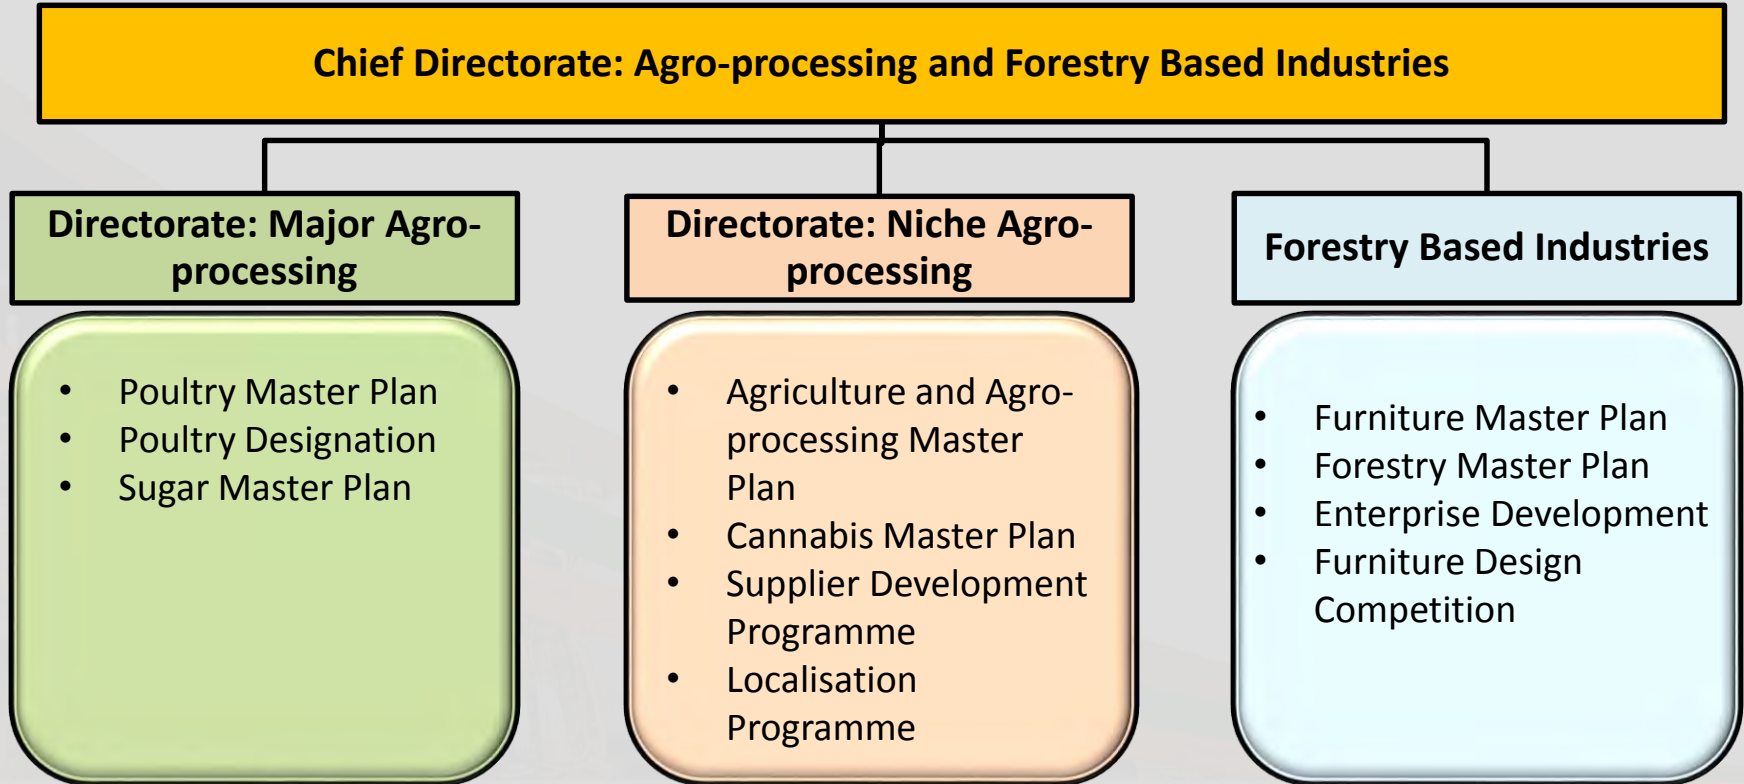 Chief Directorate: Agro-processing and Forestry Based Industries
Directorate: Major Agro-
processing
• Poultry Master Plan
• Poultry Designation
• Sugar Master Plan
Directorate: Niche Agro-
processing
• Agriculture and Agro-
processing Master
Plan
• Cannabis Master Plan
• Supplier Development
Programme
• Localisation
Programme
Forestry Based Industries
• Furniture Master Plan
• Forestry Master Plan
• Enterprise Development
• Furniture Design
Competition